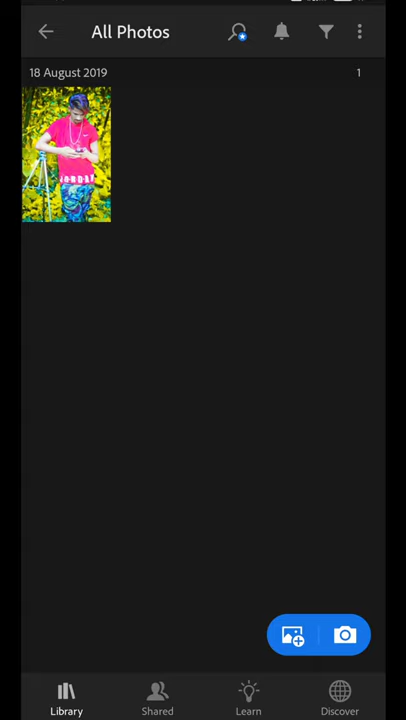 All Photos
18 August 2019
1
Library
Shared
Learn
Discover